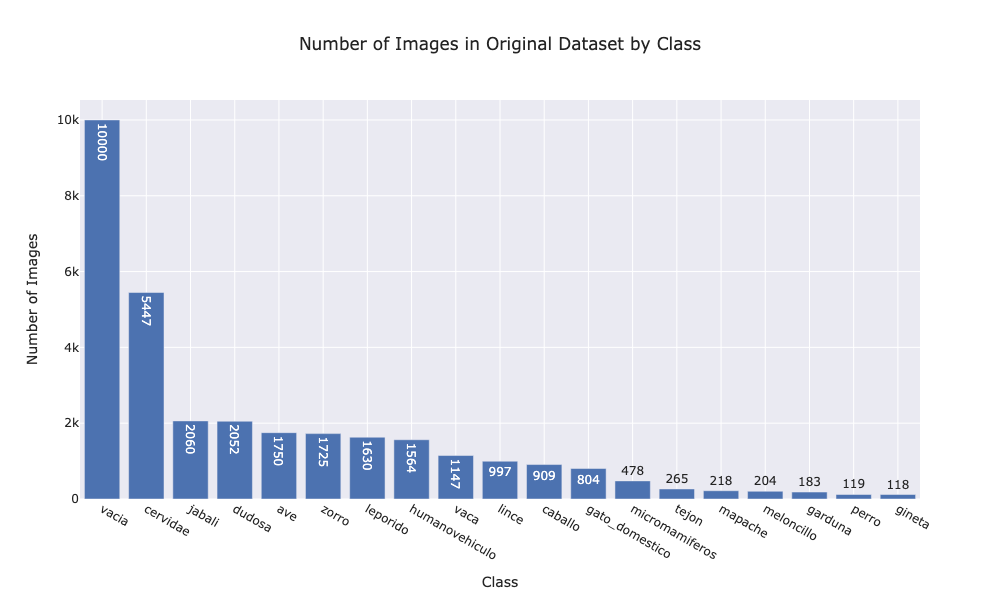 Number of Images in Original Dataset by Class
Number of Images
10k
8k
6k
4k
2k
0
10000
5447
2060
2052
1750
1725
1630
1564
1147
997
909
804
478
265
218
204
183
119
118
vacia
cervidae
jabali
dudosa
ave
zorro
leporido
humanovehiculo
vaca
lince
caballo
gato_domestico
micromamiferos
tejon
mapache
meloncillo
garduna
perro
gineta
Class